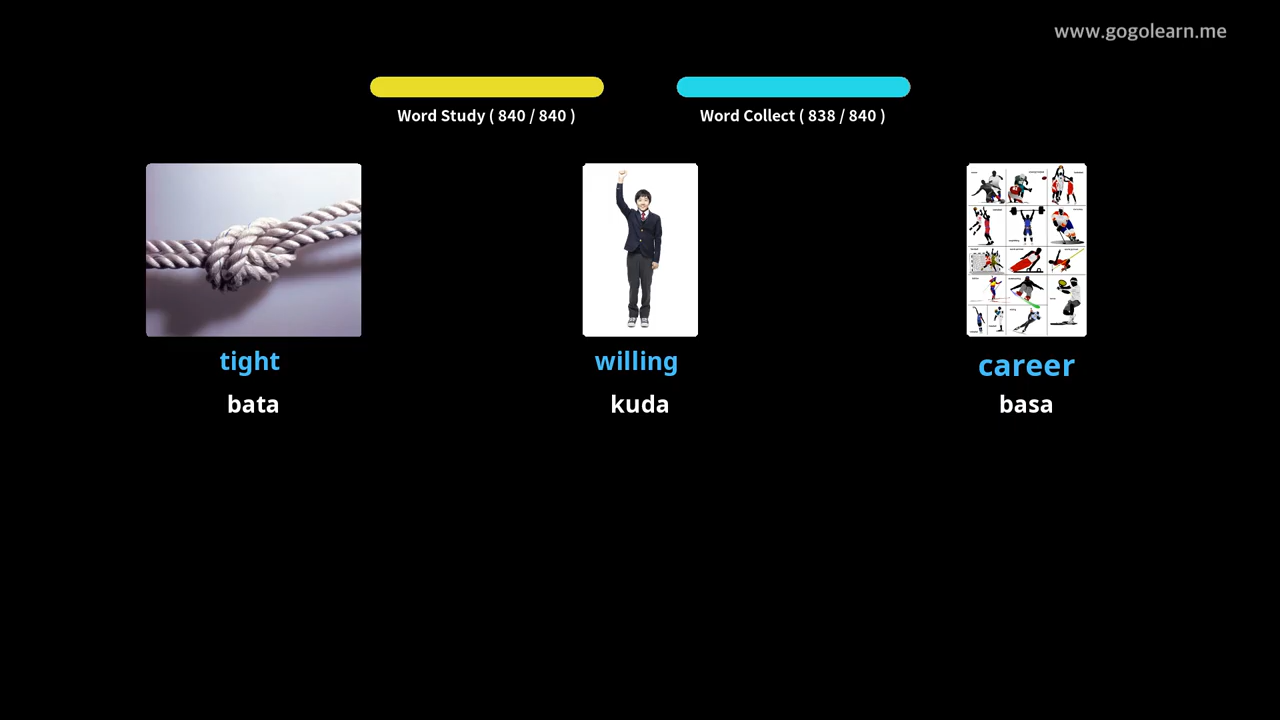 www.gogolearn.me
Word Study ( 840 / 840 )
Word Collect ( 838 / 840 )
tight
willing
career
bata
kuda
basa